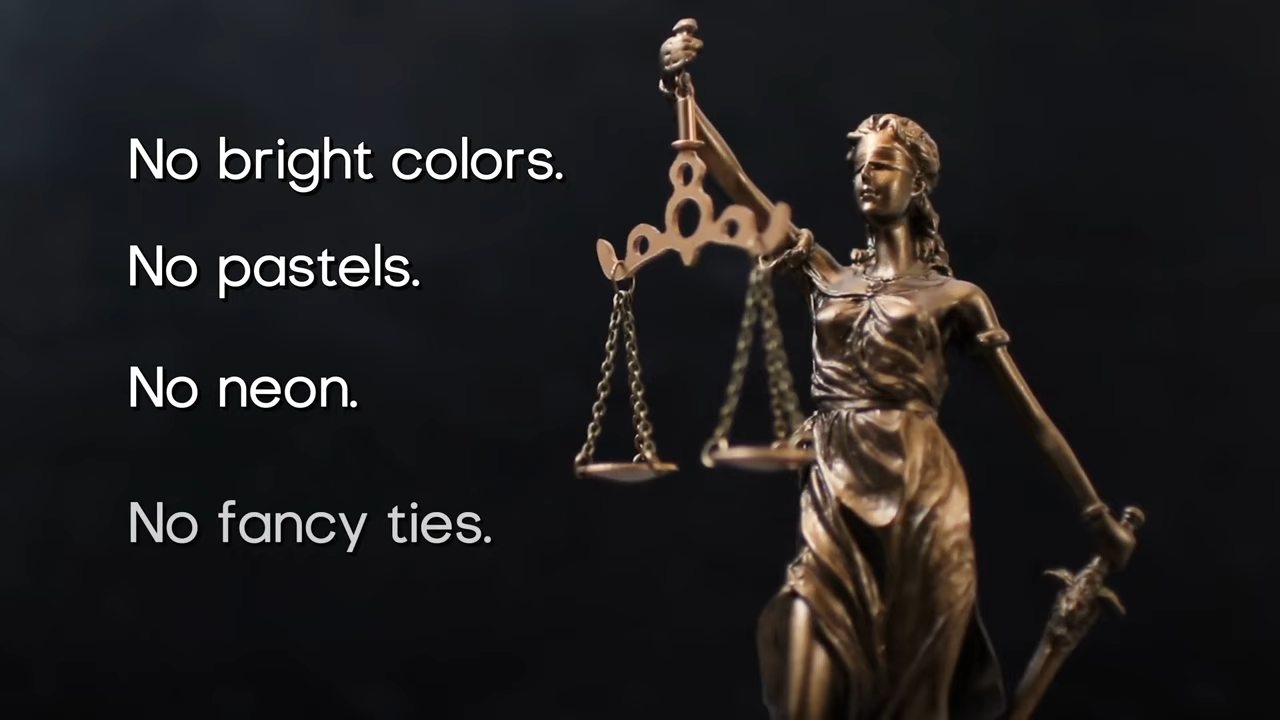 No bright colors.
No pastels.
No neon.
No fancy ties.